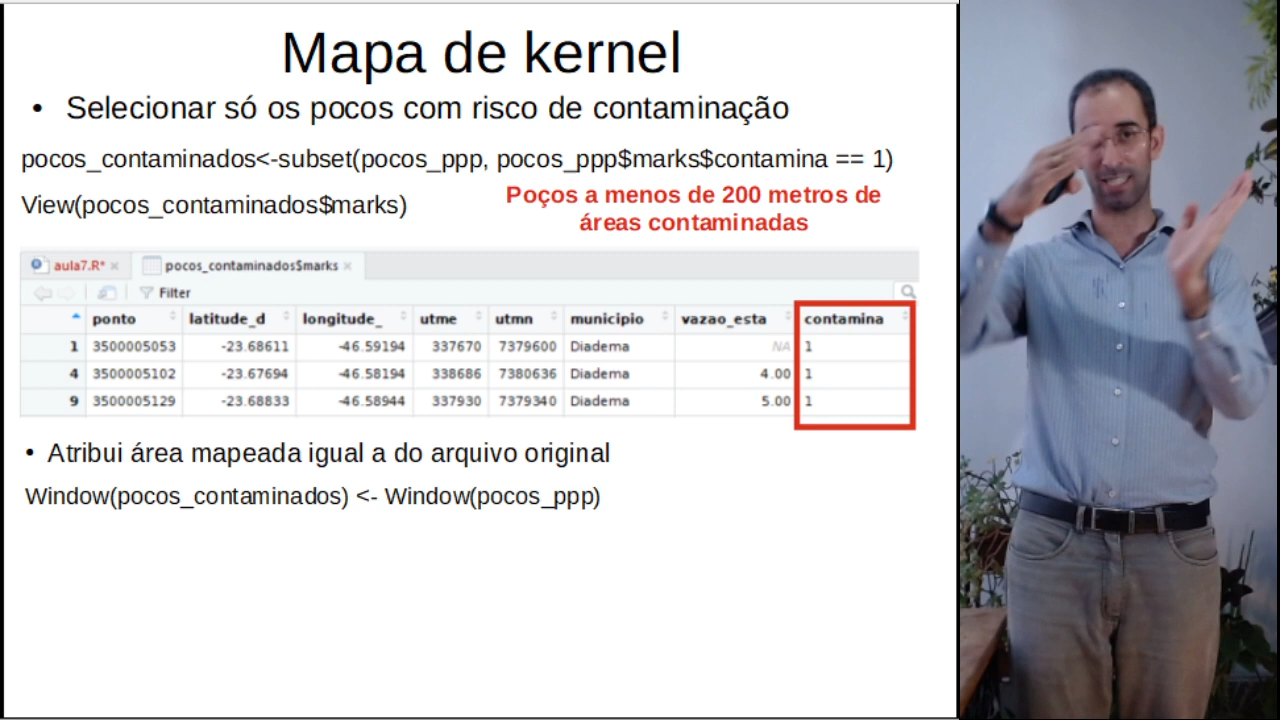 Mapa de kernel
• Selecionar só os pocos com risco de contaminação
pocos_contaminados<-subset(pocos_ppp, pocos_ppp$marks$contamina == 1)
View(pocos_contaminados$marks)
Poços a menos de 200 metros de
áreas contaminadas
aula7.R* × pocos_contaminados$marks ×
Filter
ponto latitude_d longitude_ utme utmn municipio vazao_esta contamina
1 3500005053 -23.68611 -46.59194 337670 7379600 Diadema NA 1
4 3500005102 -23.67694 -46.58194 338686 7380636 Diadema 4.00 1
9 3500005129 -23.68833 -46.58944 337930 7379340 Diadema 5.00 1
• Atribui área mapeada igual a do arquivo original
Window(pocos_contaminados) <- Window(pocos_ppp)